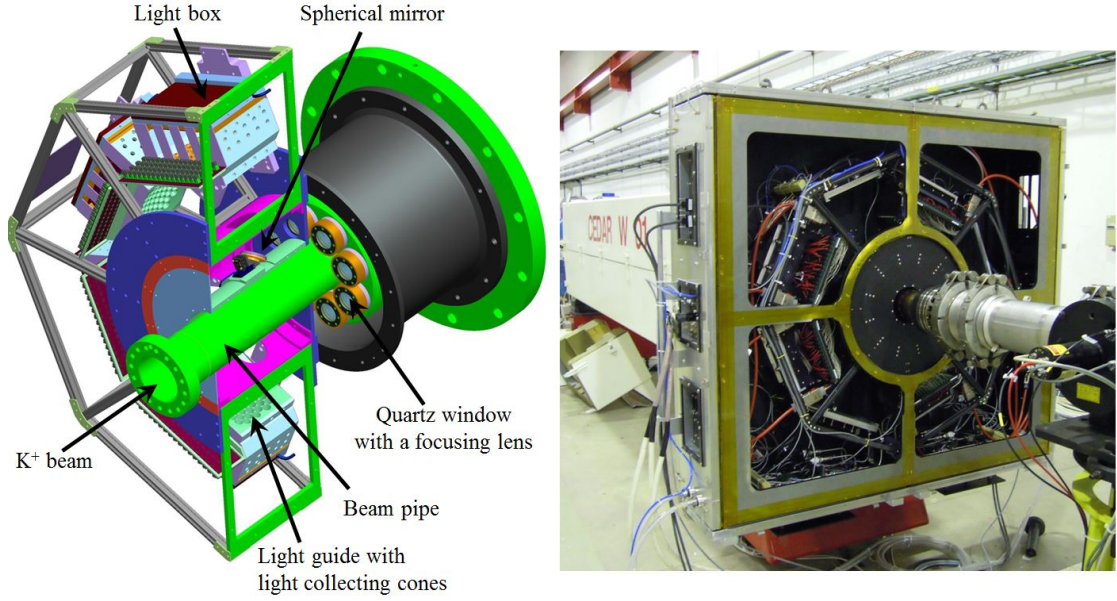 Light box
Spherical mirror
CEDAR W 01
Quartz window
with a focusing lens
K+ beam
Beam pipe
Light guide with
light collecting cones